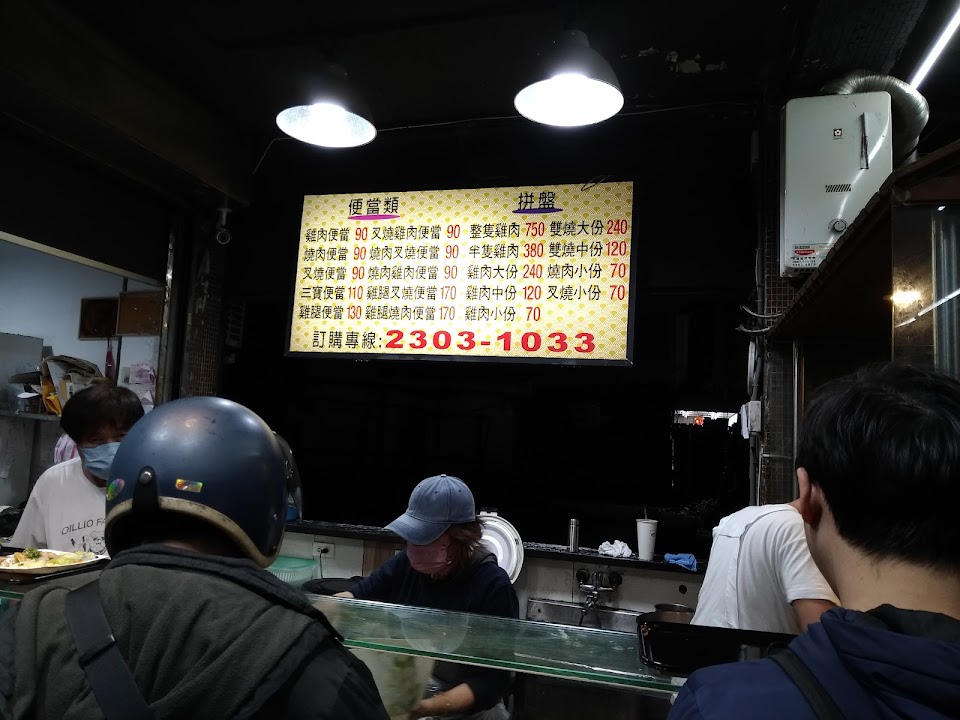 便當類 拼盤
雞肉便當 90 叉燒雞肉便當 90 整隻雞肉 750 雙燒大份 240
燒肉便當 90 燒肉叉燒便當 90 半隻雞肉 380 雙燒中份 120
叉燒便當 90 燒肉雞肉便當 90 雞肉大份 240 燒肉小份 70
三寶便當 110 雞腿叉燒便當 170 雞肉中份 120 叉燒小份 70
雞腿便當 130 雞腿燒肉便當 170 雞肉小份 70
訂購專線:2303-1033